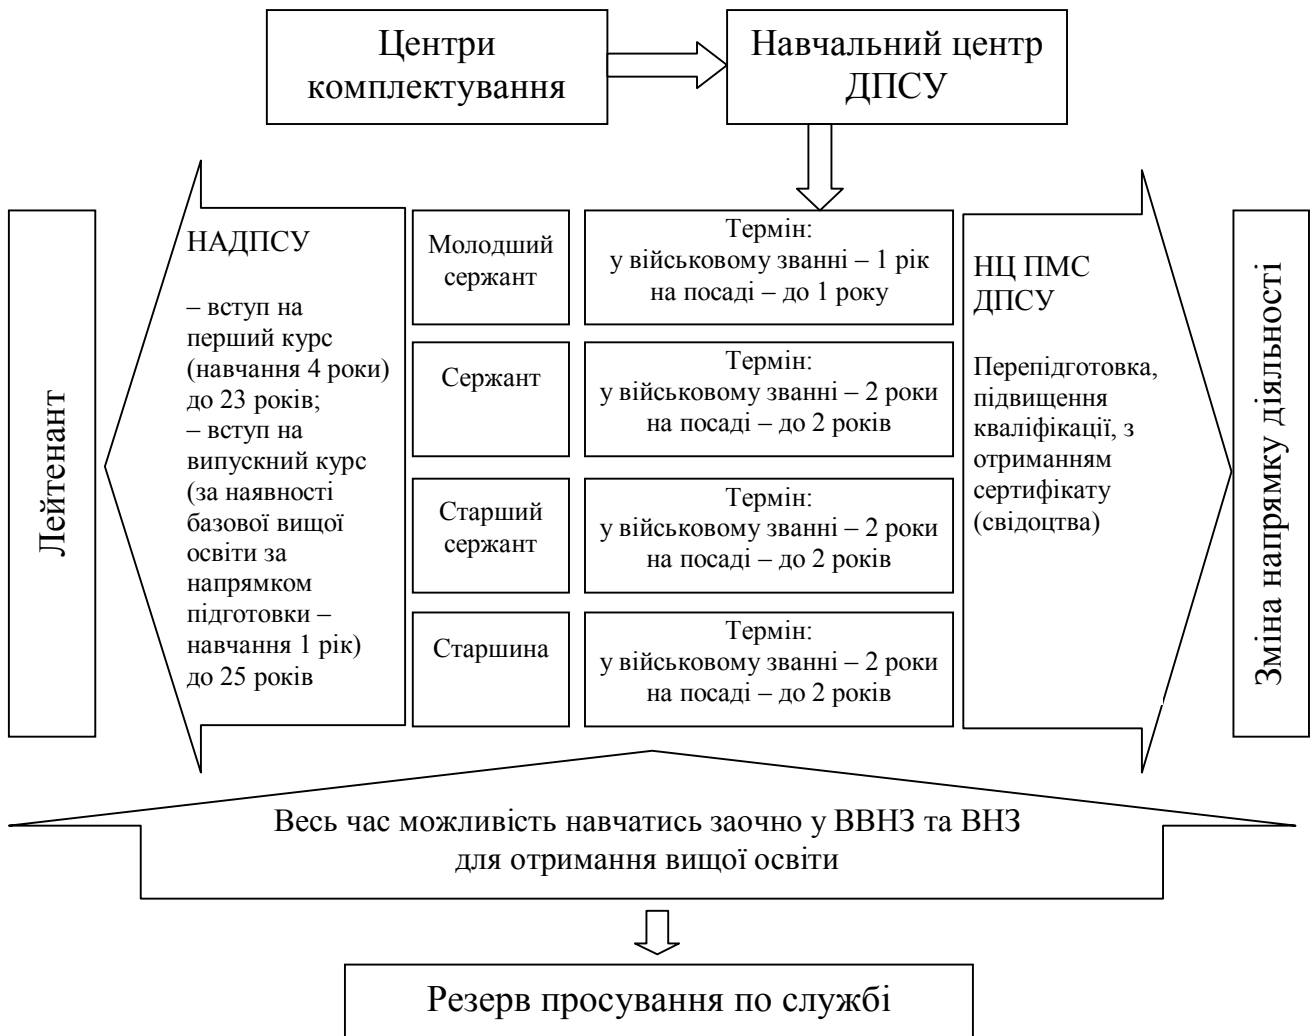 Центри
комплектування
Навчальний центр
ДПСУ
Лейтенант
НАДПСУ
– вступ на
перший курс
(навчання 4 роки)
до 23 років;
– вступ на
випускний курс
(за наявності
базової вищої
освіти за
напрямком
підготовки –
навчання 1 рік)
до 25 років
Молодший
сержант
Термін:
у військовому званні – 1 рік
на посаді – до 1 року
Сержант
Термін:
у військовому званні – 2 роки
на посаді – до 2 років
Старший
сержант
Термін:
у військовому званні – 2 роки
на посаді – до 2 років
Старшина
Термін:
у військовому званні – 2 роки
на посаді – до 2 років
НЦ ПМС
ДПСУ
Перепідготовка,
підвищення
кваліфікації, з
отриманням
сертифікату
(свідоцтва)
Зміна напрямку діяльності
Весь час можливість навчатись заочно у ВВНЗ та ВНЗ
для отримання вищої освіти
Резерв просування по службі